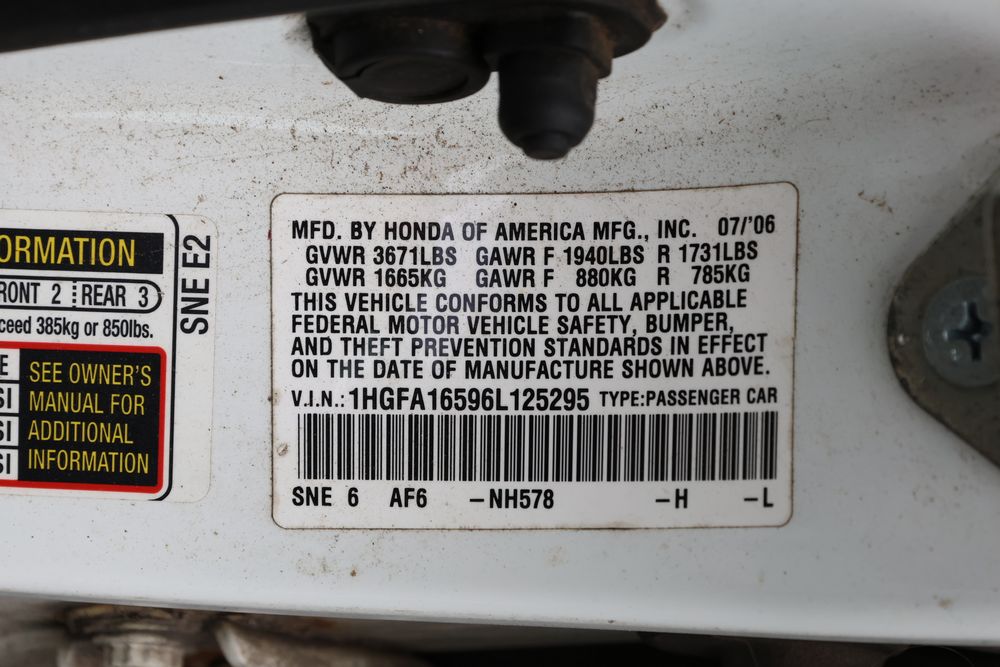 ORMATION
RONT 2 REAR 3
ceed 385kg or 850lbs.
E
SI
SI
SI
SEE OWNER'S
MANUAL FOR
ADDITIONAL
INFORMATION
SNE E2
MFD. BY HONDA OF AMERICA MFG., INC. 07/'06
GVWR 3671LBS GAWR F 1940LBS R 1731LBS
GVWR 1665KG GAWR F 880KG R 785KG
THIS VEHICLE CONFORMS TO ALL APPLICABLE
FEDERAL MOTOR VEHICLE SAFETY, BUMPER,
AND THEFT PREVENTION STANDARDS IN EFFECT
ON THE DATE OF MANUFACTURE SHOWN ABOVE.
V.I.N.: 1HGFA16596L125295 TYPE:PASSENGER CAR
SNE 6 AF6 -NH578 -H -L